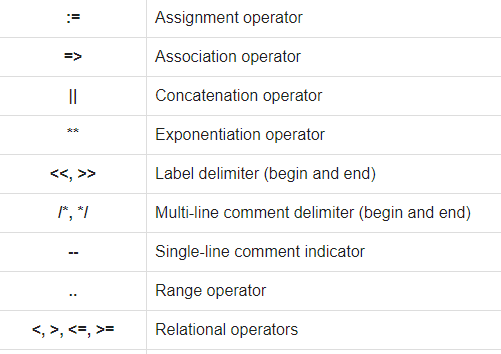 := Assignment operator
=> Association operator
|| Concatenation operator
** Exponentiation operator
<<, >> Label delimiter (begin and end)
/*, */ Multi-line comment delimiter (begin and end)
-- Single-line comment indicator
.. Range operator
<, >, <=, >= Relational operators